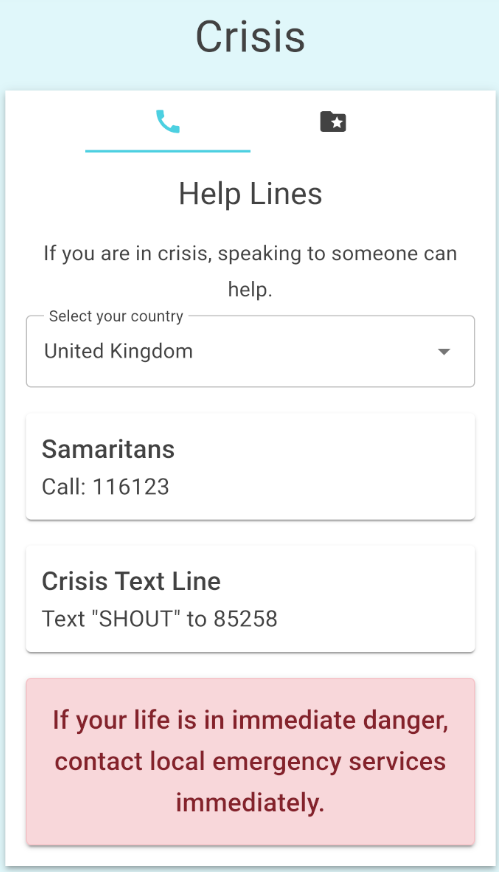 Crisis
Help Lines
If you are in crisis, speaking to someone can
help.
Select your country
United Kingdom
Samaritans
Call: 116123
Crisis Text Line
Text "SHOUT" to 85258
If your life is in immediate danger,
contact local emergency services
immediately.